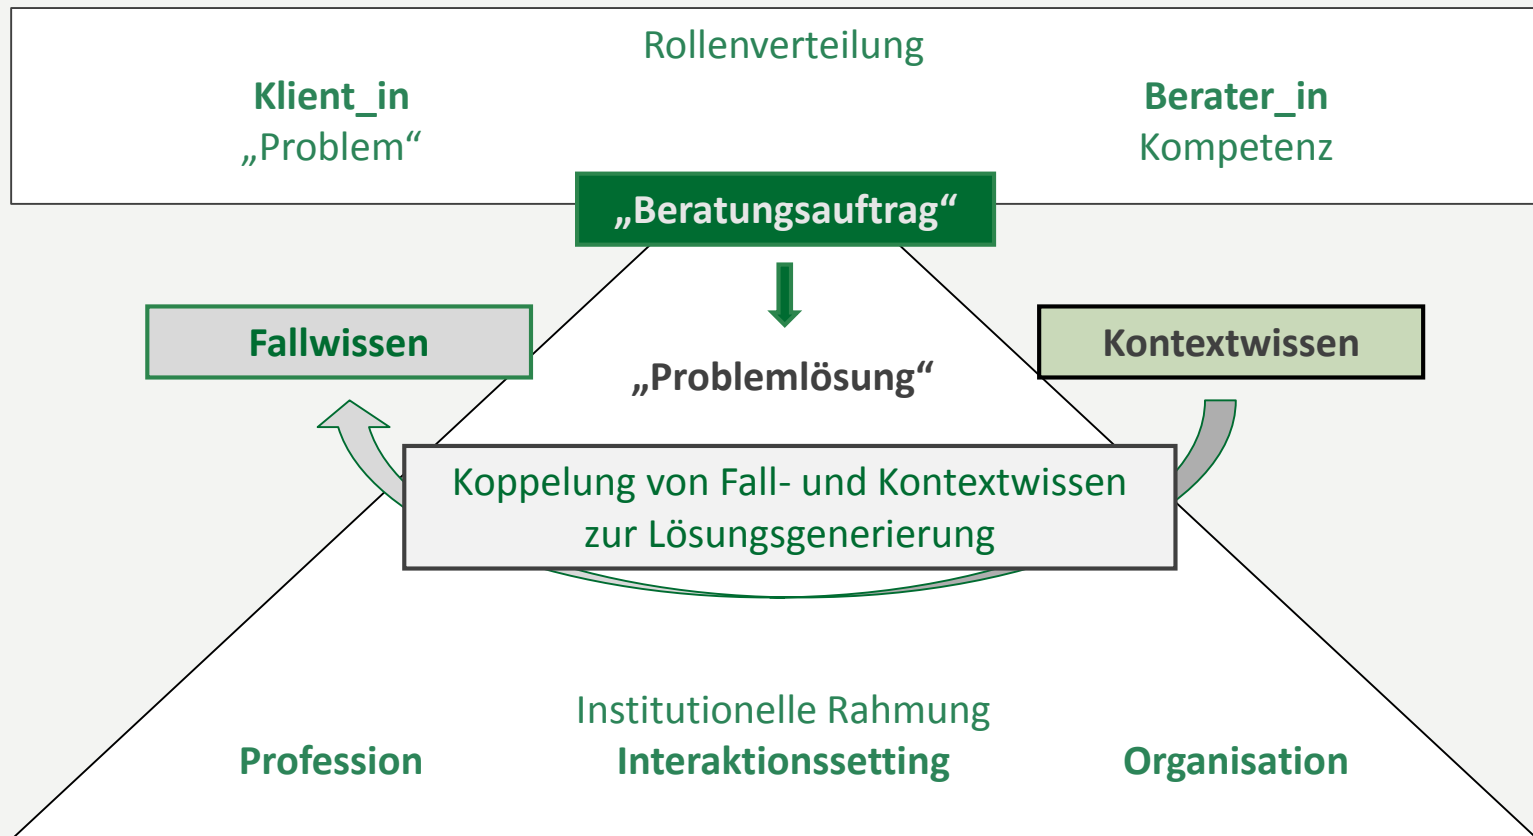 Rollenverteilung
Klient_in
„Problem“
Berater_in
Kompetenz
„Beratungsauftrag“
Fallwissen
Kontextwissen
„Problemlösung“
Koppelung von Fall- und Kontextwissen
zur Lösungsgenerierung
Institutionelle Rahmung
Profession
Interaktionssetting
Organisation